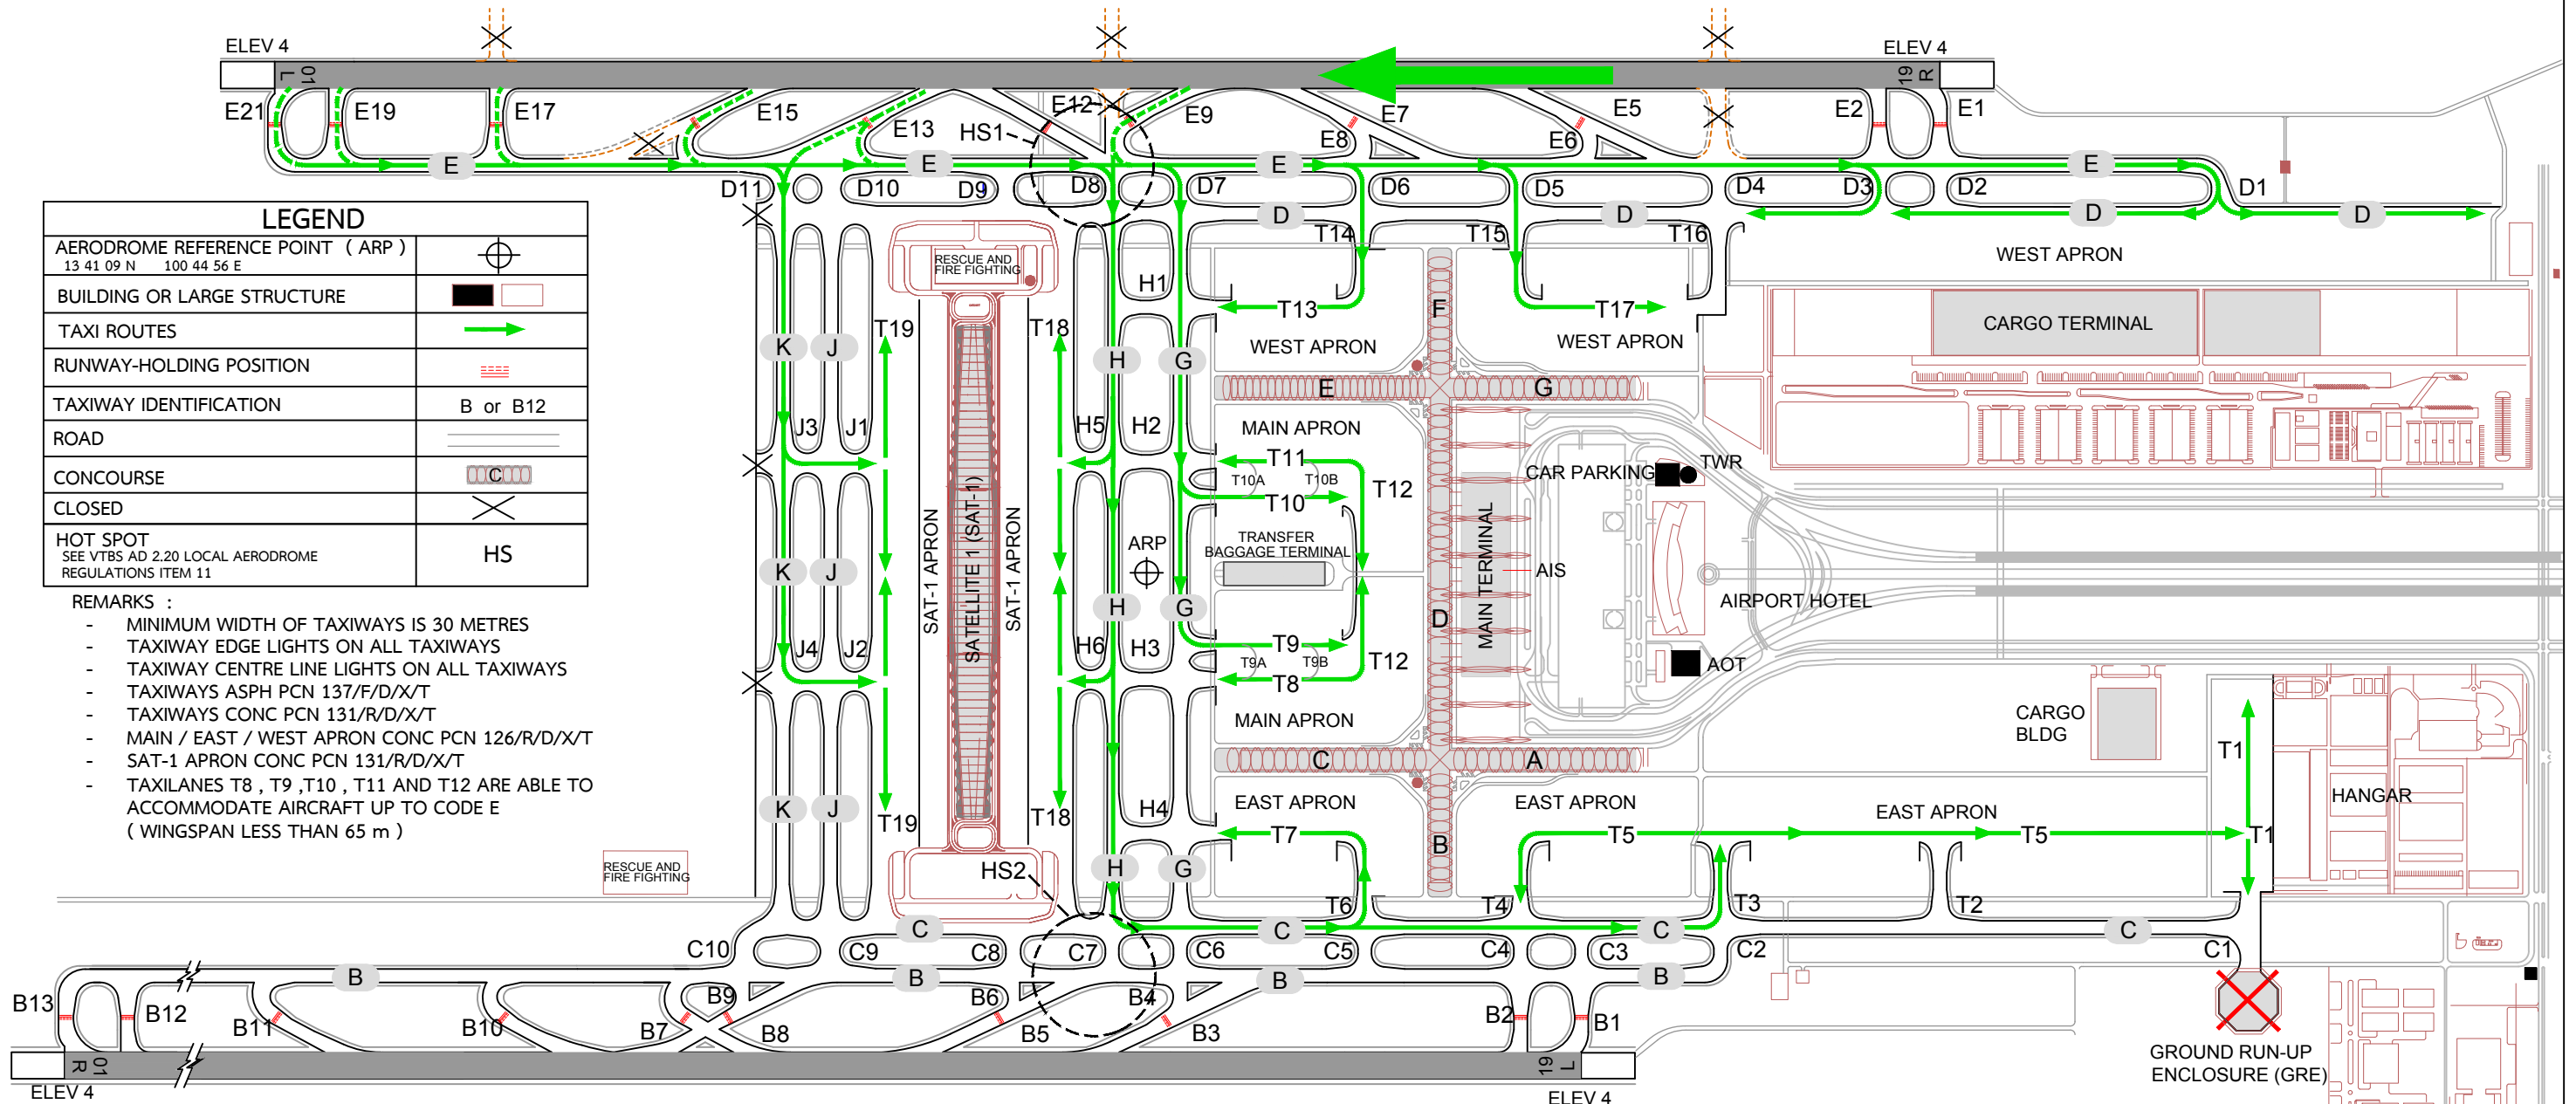 ELEV 4
ELEV 4
01
L
19
R
E21
E19
E17
E15
E13
E12
E9
E7
E8
E5
E6
E2
E1
HS1
E
E
E
E
D11
D10
D9
D8
D7
D6
D5
D4
D3
D2
D1
D
D
D
D
LEGEND
AERODROME REFERENCE POINT ( ARP )
13 41 09 N 100 44 56 E
BUILDING OR LARGE STRUCTURE
TAXI ROUTES
RUNWAY-HOLDING POSITION
TAXIWAY IDENTIFICATION B or B12
ROAD
CONCOURSE C
CLOSED
HOT SPOT HS
SEE VTBS AD 2.20 LOCAL AERODROME
REGULATIONS ITEM 11
REMARKS :
- MINIMUM WIDTH OF TAXIWAYS IS 30 METRES
- TAXIWAY EDGE LIGHTS ON ALL TAXIWAYS
- TAXIWAY CENTRE LINE LIGHTS ON ALL TAXIWAYS
- TAXIWAYS ASPH PCN 137/F/D/X/T
- TAXIWAYS CONC PCN 131/R/D/X/T
- MAIN / EAST / WEST APRON CONC PCN 126/R/D/X/T
- SAT-1 APRON CONC PCN 131/R/D/X/T
- TAXILANES T8 , T9 ,T10 , T11 AND T12 ARE ABLE TO
ACCOMMODATE AIRCRAFT UP TO CODE E
( WINGSPAN LESS THAN 65 m )
RESCUE AND
FIRE FIGHTING
T14
T15
T16
WEST APRON
H1
T13
T17
F
T19
T18
K
J
H
G
WEST APRON
WEST APRON
CARGO TERMINAL
E
G
J3
J1
H5
H2
MAIN APRON
T11
T10A
T10B
T10
T12
CAR PARKING
TWR
SAT-1 APRON
SATELLITE 1 (SAT-1)
SAT-1 APRON
ARP
TRANSFER
BAGGAGE TERMINAL
MAIN TERMINAL
AIS
K
J
H
G
D
AIRPORT HOTEL
J4
J2
H6
H3
T9
T9A
T9B
T12
T8
AOT
MAIN APRON
CARGO
BLDG
T1
C
A
K
J
H4
EAST APRON
EAST APRON
EAST APRON
HANGAR
T19
T18
T7
T5
T5
T1
B
RESCUE AND
FIRE FIGHTING
HS2
H
G
T6
T4
T3
T2
C
C
C
C
C10
C9
C8
C7
C6
C5
C4
C3
C2
C1
B
B
B
B
B13
B12
B11
B10
B9
B7
B8
B6
B5
B4
B3
B2
B1
01
R
19
L
ELEV 4
ELEV 4
GROUND RUN-UP
ENCLOSURE (GRE)